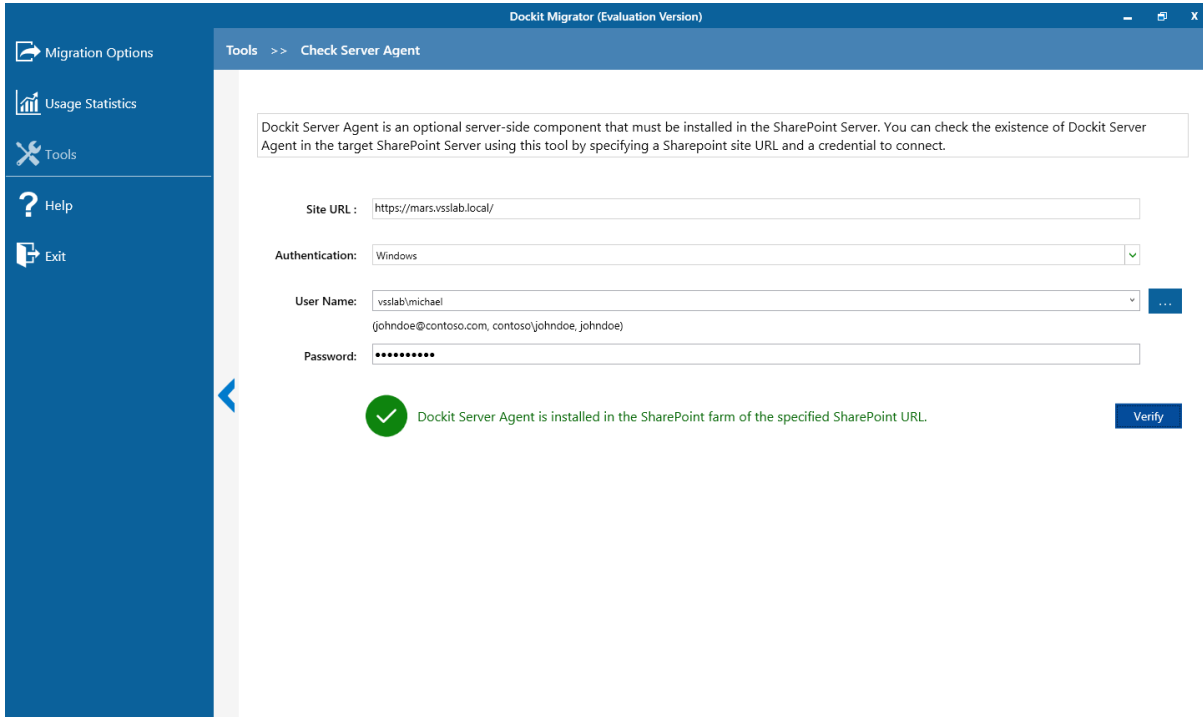 Dockit Migrator (Evaluation Version)
Migration Options
Usage Statistics
Tools
Help
Exit
Tools >> Check Server Agent
Dockit Server Agent is an optional server-side component that must be installed in the SharePoint Server. You can check the existence of Dockit Server
Agent in the target SharePoint Server using this tool by specifying a Sharepoint site URL and a credential to connect.
Site URL : https://mars.vsslab.local/
Authentication: Windows
User Name: vsslab\michael ...
(johndoe@contoso.com, contoso\johndoe, johndoe)
Password: ●●●●●●●●●●
Dockit Server Agent is installed in the SharePoint farm of the specified SharePoint URL. Verify